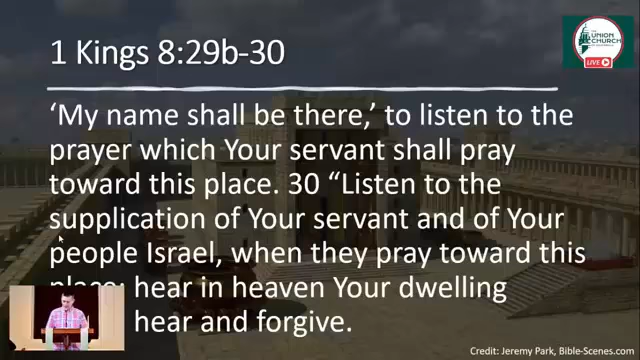 1 Kings 8:29b-30
THE
UNION
CHURCH
LIVE
‘My name shall be there,’ to listen to the
prayer which Your servant shall pray
toward this place. 30 “Listen to the
supplication of Your servant and of Your
people Israel, when they pray toward this
place; hear in heaven Your dwelling
hear and forgive.
Credit: Jeremy Park, Bible-Scenes.com